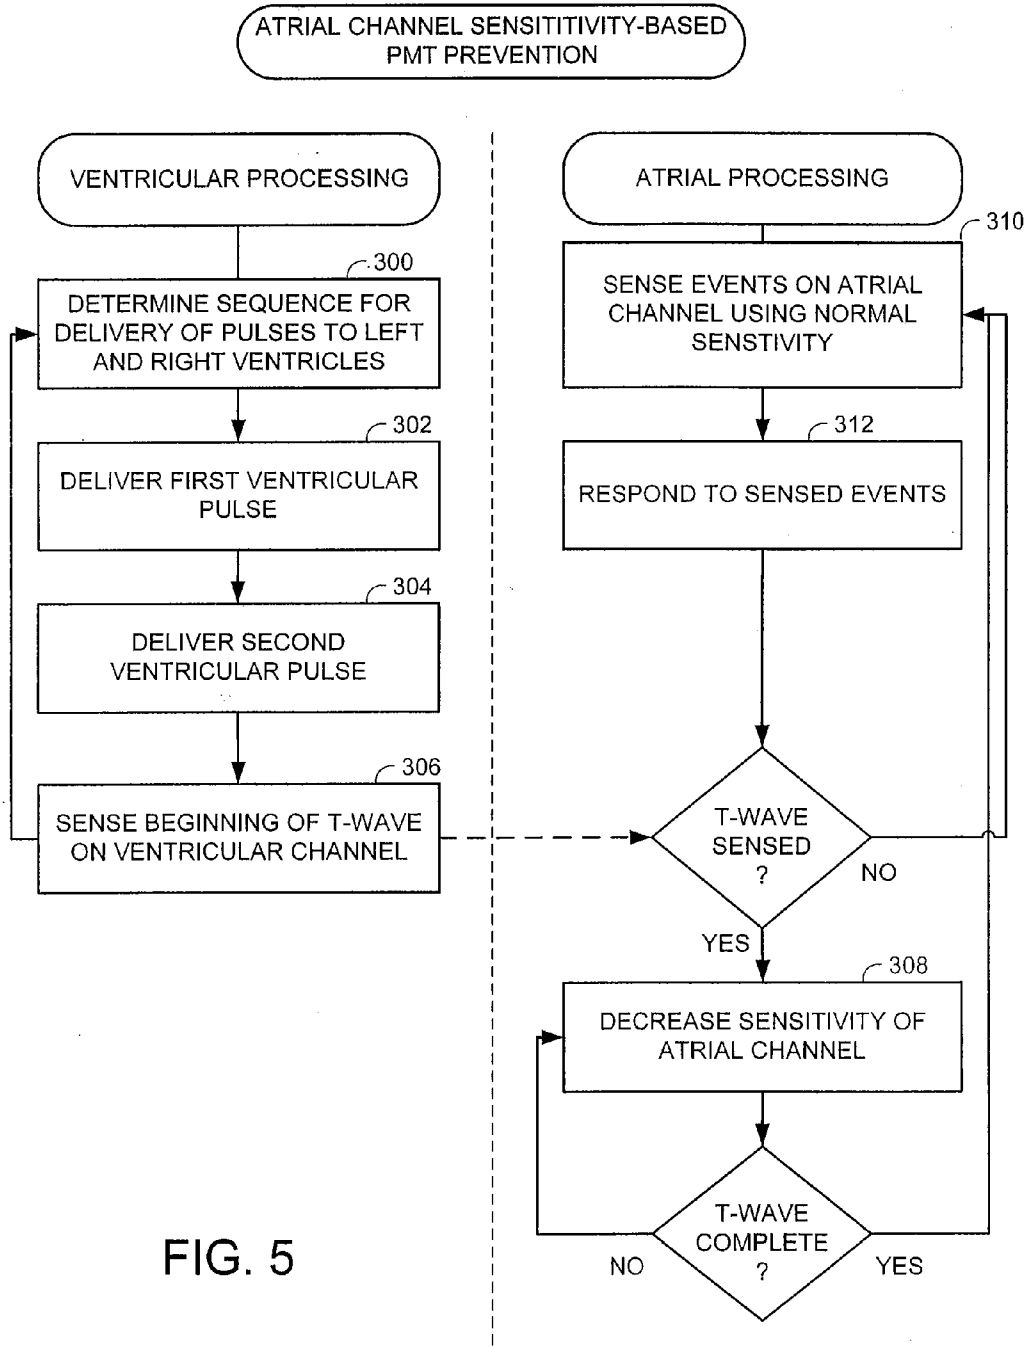 ATRIAL CHANNEL SENSITITIVITY-BASED
PMT PREVENTION
VENTRICULAR PROCESSING
300
DETERMINE SEQUENCE FOR
DELIVERY OF PULSES TO LEFT
AND RIGHT VENTRICLES
302
DELIVER FIRST VENTRICULAR
PULSE
304
DELIVER SECOND
VENTRICULAR PULSE
306
SENSE BEGINNING OF T-WAVE
ON VENTRICULAR CHANNEL
ATRIAL PROCESSING
310
SENSE EVENTS ON ATRIAL
CHANNEL USING NORMAL
SENSTIVITY
312
RESPOND TO SENSED EVENTS
T-WAVE
SENSED
?
NO
YES
308
DECREASE SENSITIVITY OF
ATRIAL CHANNEL
T-WAVE
COMPLETE
?
NO
YES
FIG. 5